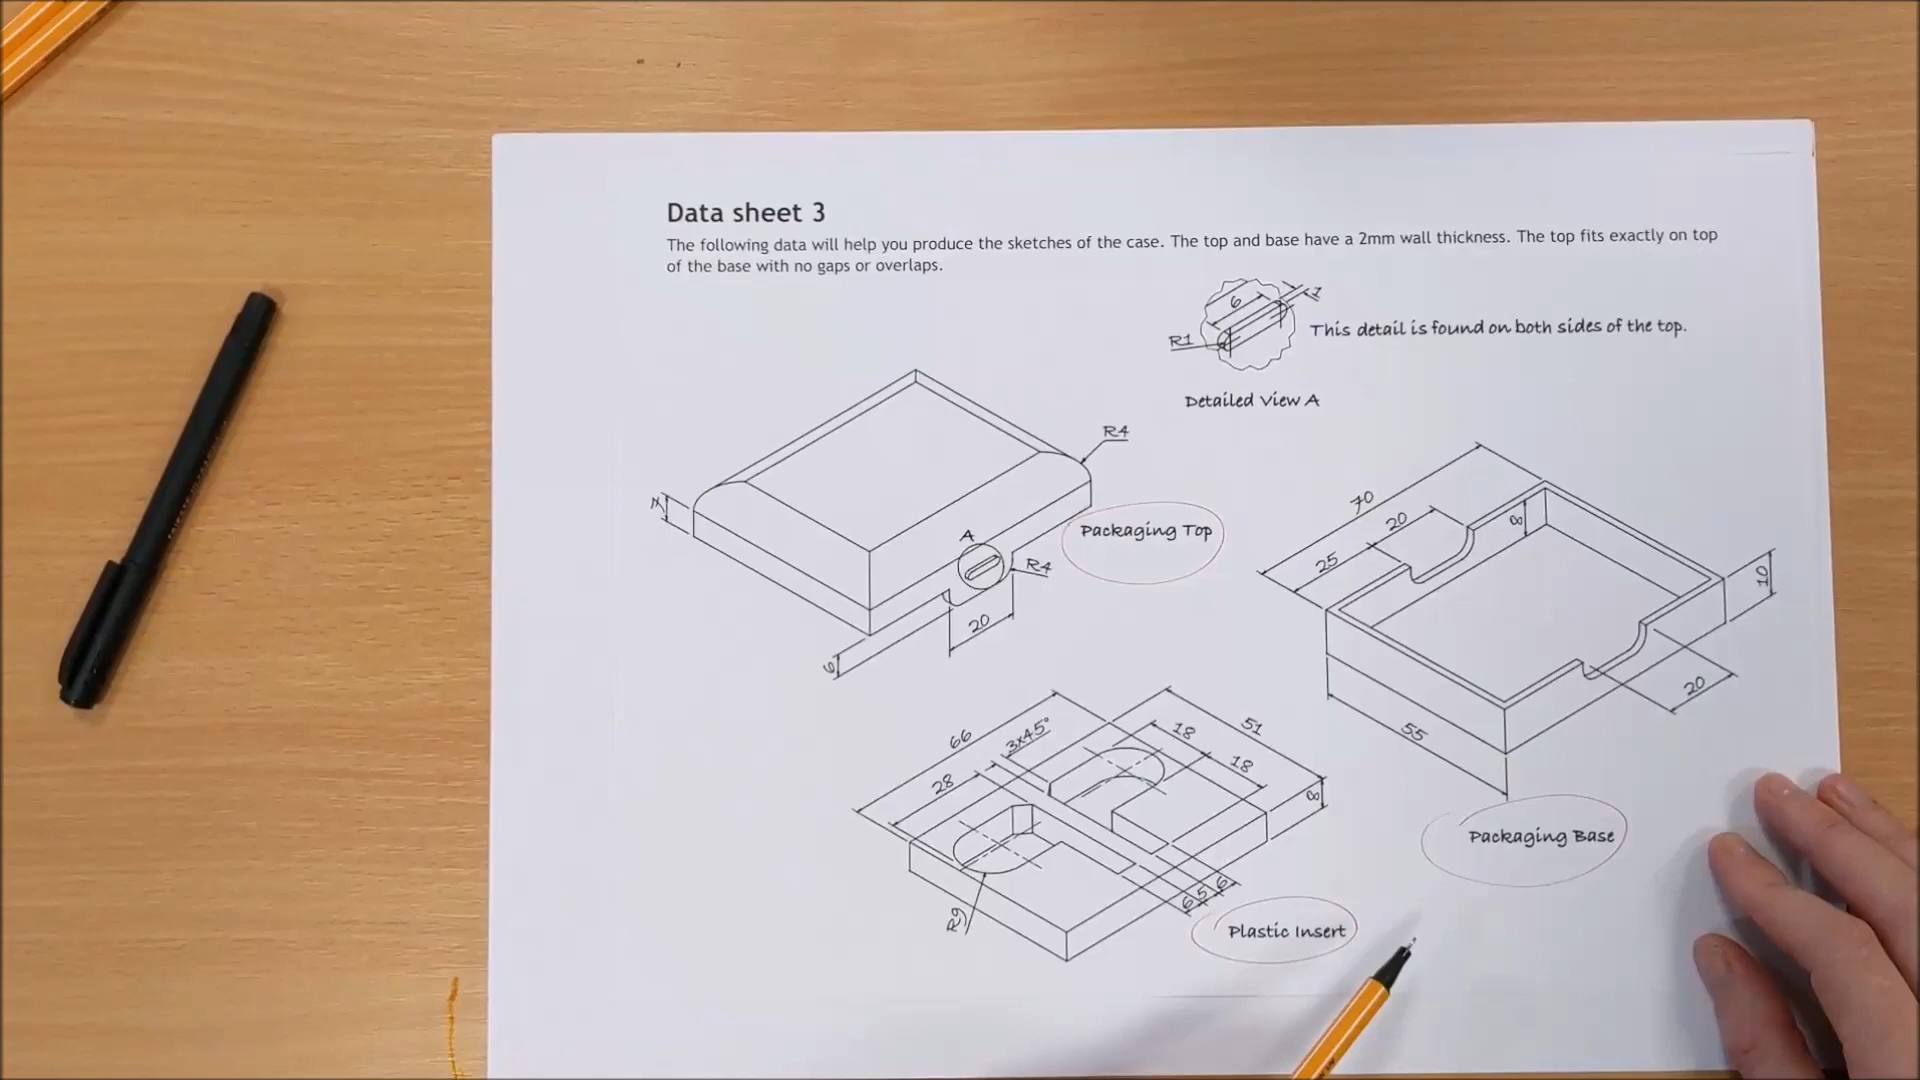 Data sheet 3
The following data will help you produce the sketches of the case. The top and base have a 2mm wall thickness. The top fits exactly on top
of the base with no gaps or overlaps.
6
1
R1
This detail is found on both sides of the top.
Detailed View A
R4
A
R4
20
6
Packaging Top
70
20
25
8
10
20
55
Packaging Base
66
28
3x45°
51
18
18
8
6 5 6
R9
Plastic Insert